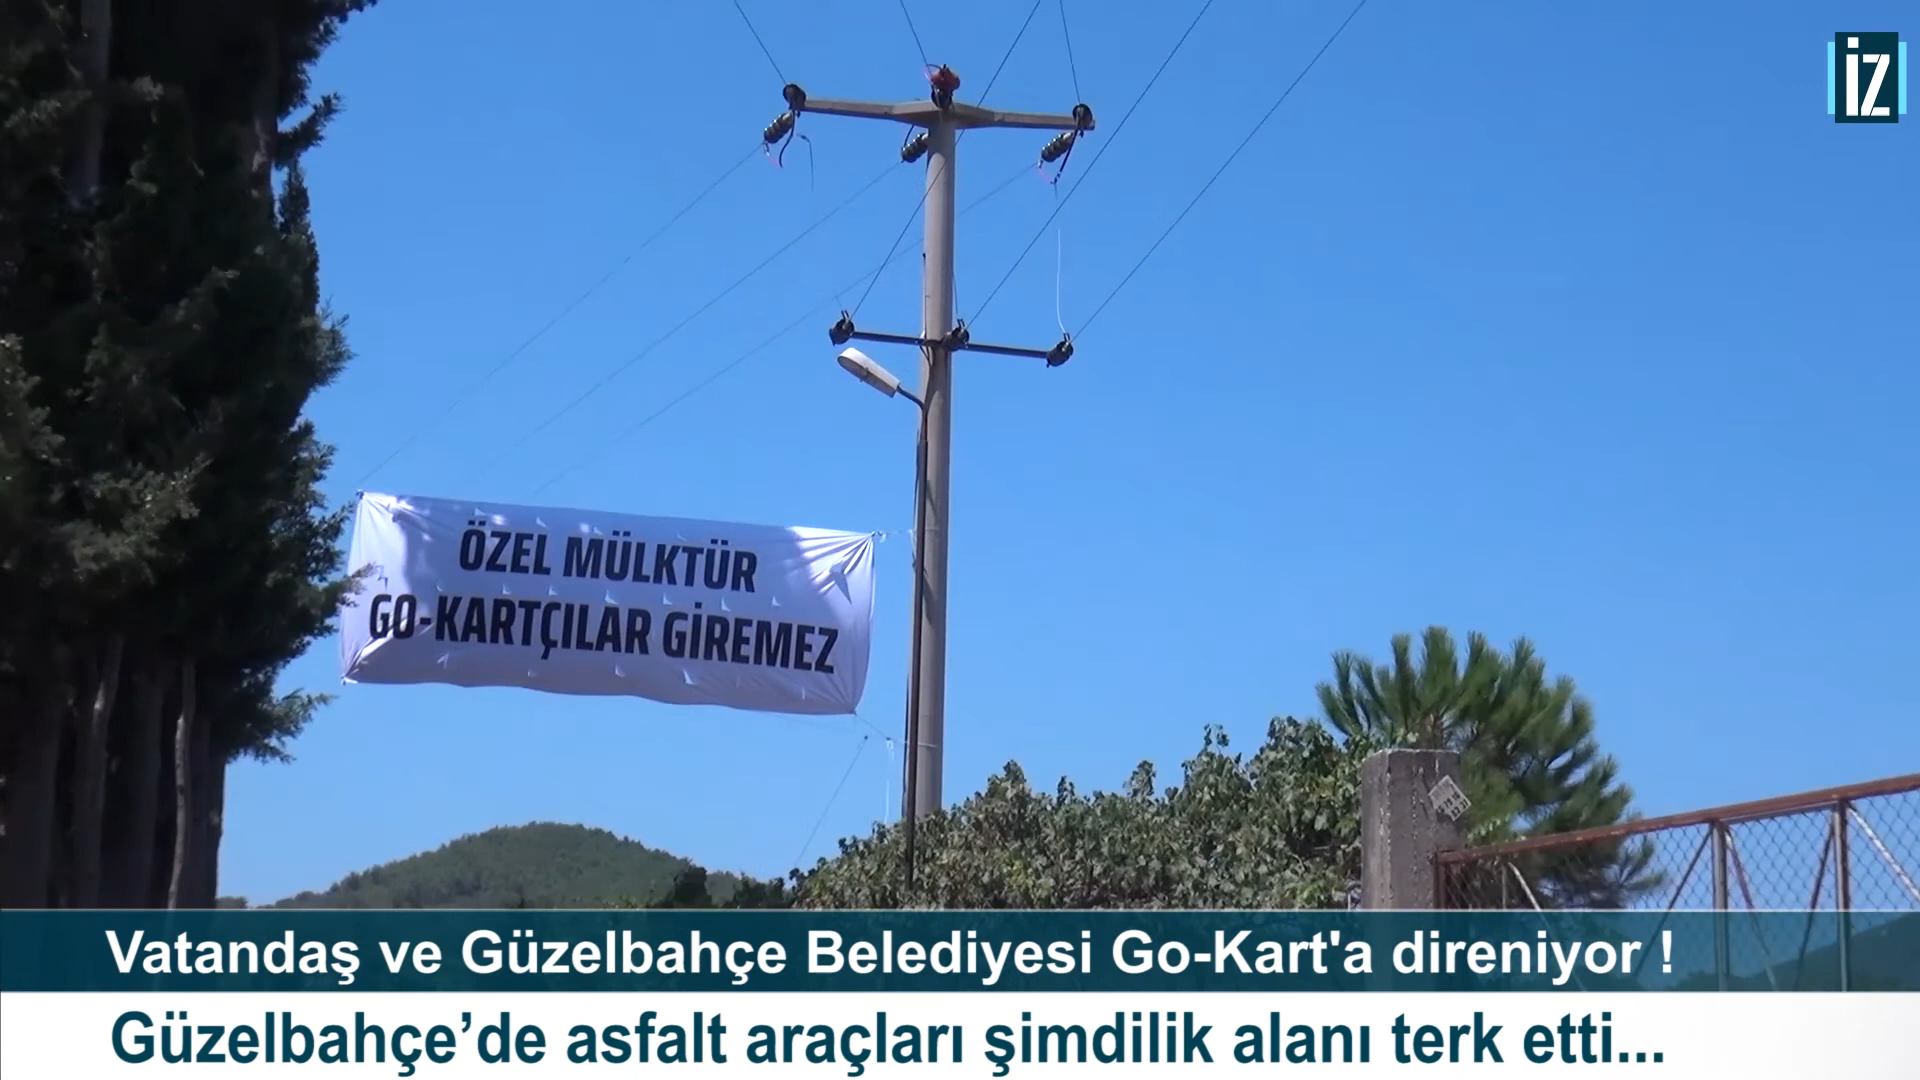 İZ
ÖZEL MÜLKTÜR
GO-KARTÇILAR GİREMEZ
Vatandaş ve Güzelbahçe Belediyesi Go-Kart'a direniyor !
Güzelbahçe’de asfalt araçları şimdilik alanı terk etti...